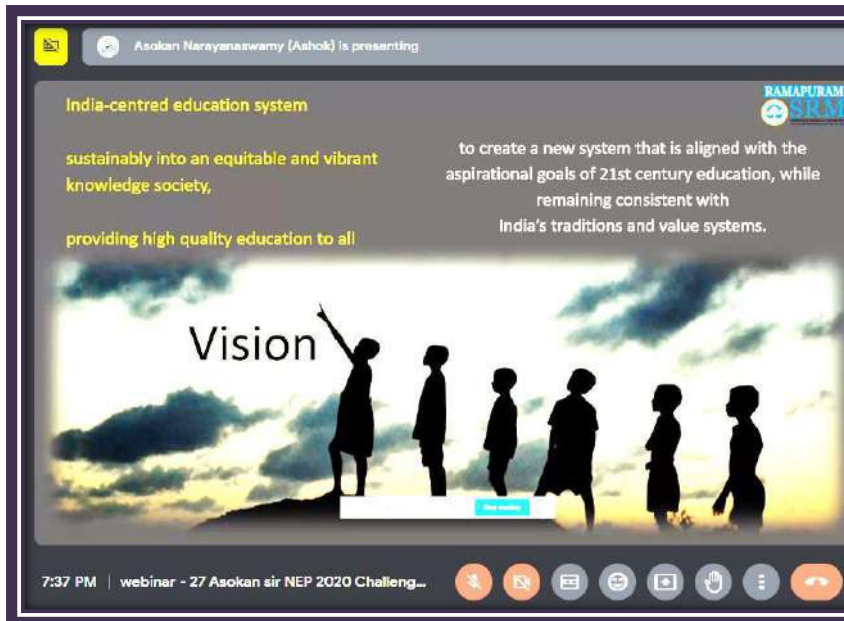 Asokan Narayanaswamy (Ashok) is presenting
RAMAPURAM
SRM
India-centred education system
sustainably into an equitable and vibrant
knowledge society,
providing high quality education to all
to create a new system that is aligned with the
aspirational goals of 21st century education, while
remaining consistent with
India's traditions and value systems.
Vision
7:37 PM | webinar - 27 Asokan sir NEP 2020 Challeng...